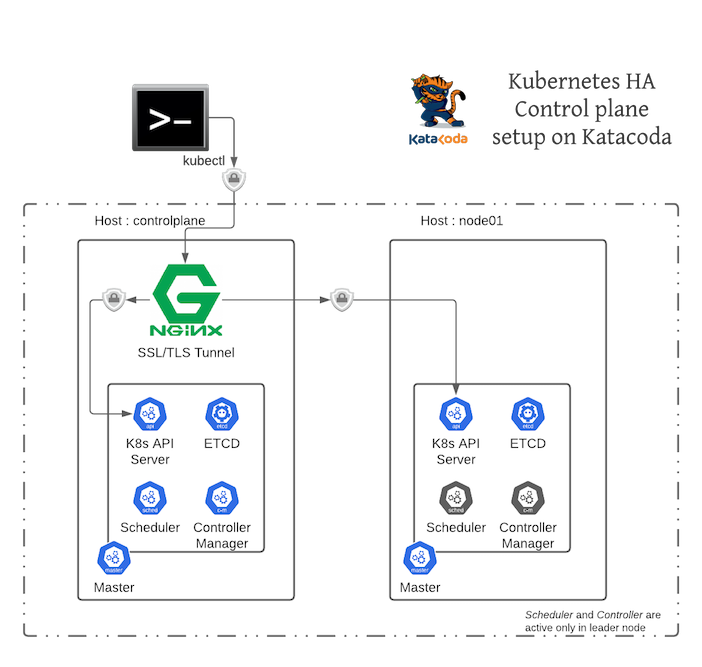 Kubernetes HA
Control plane
setup on Katacoda
KataKoda
>-
kubectl
Host : controlplane
Host : node01
NGiNX
SSL/TLS Tunnel
api
etcd
K8s API
Server
ETCD
sched
c-m
Scheduler
Controller
Manager
master
Master
api
etcd
K8s API
Server
ETCD
sched
c-m
Scheduler
Controller
Manager
master
Master
Scheduler and Controller are
active only in leader node